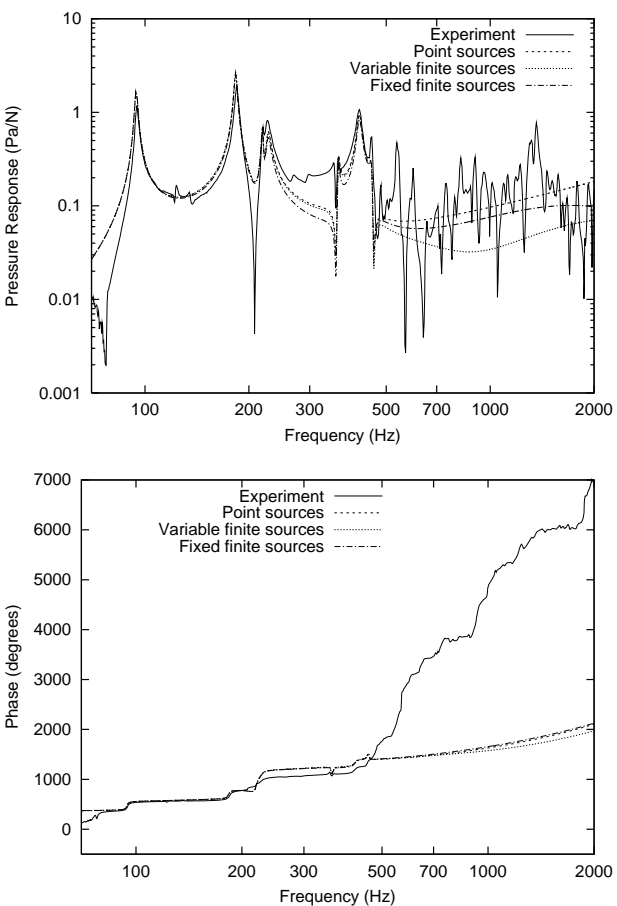 10
1
0.1
0.01
0.001
Pressure Response (Pa/N)
Experiment
Point sources
Variable finite sources
Fixed finite sources
100 200 300 500 700 1000 2000
Frequency (Hz)
7000
6000
5000
4000
3000
2000
1000
0
Phase (degrees)
Experiment
Point sources
Variable finite sources
Fixed finite sources
100 200 300 500 700 1000 2000
Frequency (Hz)